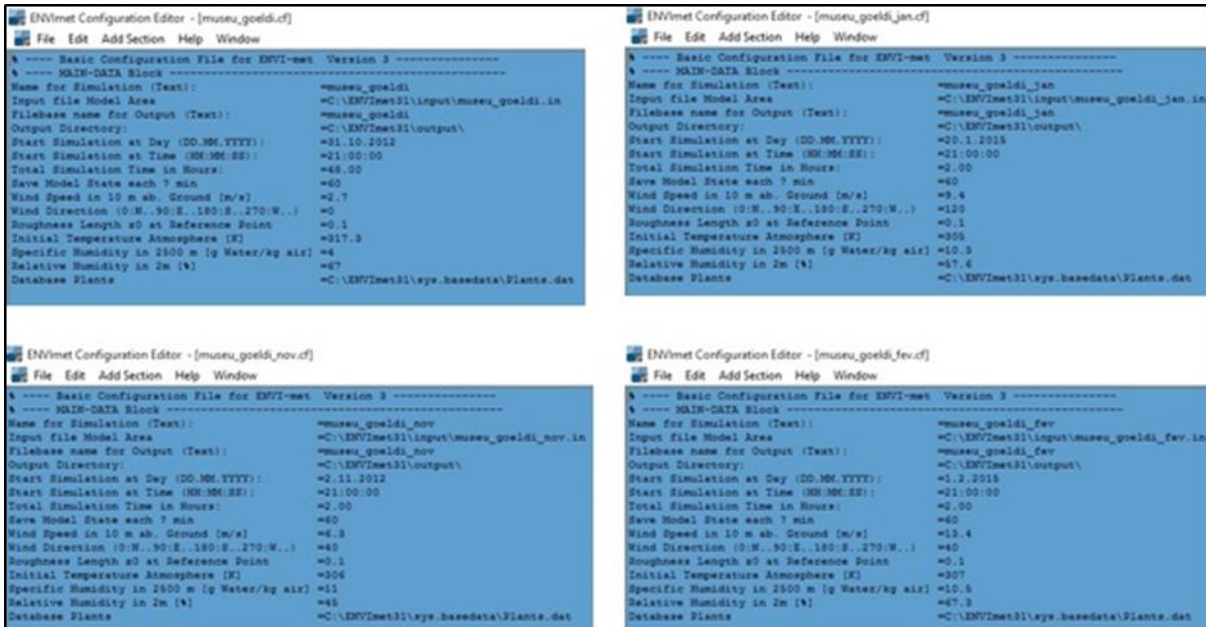 ENVImet Configuration Editor - [museu_goeldi.cf]
File Edit Add Section Help Window
% ---- Basic Configuration File for ENVI-met Version 3 ---------------
% ---- MAIN-DATA Block --------------------------------------------------
Name for Simulation (Text): =museu_goeldi
Input file Model Area =C:\ENVImet31\input\museu_goeldi.in
Filebase name for Output (Text): =museu_goeldi
Output Directory: =C:\ENVImet31\output\
Start Simulation at Day (DD.MM.YYYY): =31.10.2012
Start Simulation at Time (HH:MM:SS): =21:00:00
Total Simulation Time in Hours: =48.00
Save Model State each ? min =60
Wind Speed in 10 m ab. Ground [m/s] =2.7
Wind Direction (0:N..90:E..180:S..270:W..) =0
Roughness Length z0 at Reference Point =0.1
Initial Temperature Atmosphere [K] =317.3
Specific Humidity in 2500 m [g Water/kg air] =4
Relative Humidity in 2m [%] =67
Database Plants =C:\ENVImet31\sys.basedata\Plants.dat
ENVImet Configuration Editor - [museu_goeldi_jan.cf]
File Edit Add Section Help Window
% ---- Basic Configuration File for ENVI-met Version 3 ---------------
% ---- MAIN-DATA Block --------------------------------------------------
Name for Simulation (Text): =museu_goeldi_jan
Input file Model Area =C:\ENVImet31\input\museu_goeldi_jan.in
Filebase name for Output (Text): =museu_goeldi_jan
Output Directory: =C:\ENVImet31\output\
Start Simulation at Day (DD.MM.YYYY): =20.1.2015
Start Simulation at Time (HH:MM:SS): =21:00:00
Total Simulation Time in Hours: =2.00
Save Model State each ? min =60
Wind Speed in 10 m ab. Ground [m/s] =9.4
Wind Direction (0:N..90:E..180:S..270:W..) =120
Roughness Length z0 at Reference Point =0.1
Initial Temperature Atmosphere [K] =305
Specific Humidity in 2500 m [g Water/kg air] =10.3
Relative Humidity in 2m [%] =57.6
Database Plants =C:\ENVImet31\sys.basedata\Plants.dat
ENVImet Configuration Editor - [museu_goeldi_nov.cf]
File Edit Add Section Help Window
% ---- Basic Configuration File for ENVI-met Version 3 ---------------
% ---- MAIN-DATA Block --------------------------------------------------
Name for Simulation (Text): =museu_goeldi_nov
Input file Model Area =C:\ENVImet31\input\museu_goeldi_nov.in
Filebase name for Output (Text): =museu_goeldi_nov
Output Directory: =C:\ENVImet31\output\
Start Simulation at Day (DD.MM.YYYY): =2.11.2012
Start Simulation at Time (HH:MM:SS): =21:00:00
Total Simulation Time in Hours: =2.00
Save Model State each ? min =60
Wind Speed in 10 m ab. Ground [m/s] =6.3
Wind Direction (0:N..90:E..180:S..270:W..) =40
Roughness Length z0 at Reference Point =0.1
Initial Temperature Atmosphere [K] =306
Specific Humidity in 2500 m [g Water/kg air] =11
Relative Humidity in 2m [%] =45
Database Plants =C:\ENVImet31\sys.basedata\Plants.dat
ENVImet Configuration Editor - [museu_goeldi_fev.cf]
File Edit Add Section Help Window
% ---- Basic Configuration File for ENVI-met Version 3 ---------------
% ---- MAIN-DATA Block --------------------------------------------------
Name for Simulation (Text): =museu_goeldi_fev
Input file Model Area =C:\ENVImet31\input\museu_goeldi_fev.in
Filebase name for Output (Text): =museu_goeldi_fev
Output Directory: =C:\ENVImet31\output\
Start Simulation at Day (DD.MM.YYYY): =1.2.2015
Start Simulation at Time (HH:MM:SS): =21:00:00
Total Simulation Time in Hours: =2.00
Save Model State each ? min =60
Wind Speed in 10 m ab. Ground [m/s] =13.4
Wind Direction (0:N..90:E..180:S..270:W..) =40
Roughness Length z0 at Reference Point =0.1
Initial Temperature Atmosphere [K] =307
Specific Humidity in 2500 m [g Water/kg air] =10.5
Relative Humidity in 2m [%] =67.3
Database Plants =C:\ENVImet31\sys.basedata\Plants.dat